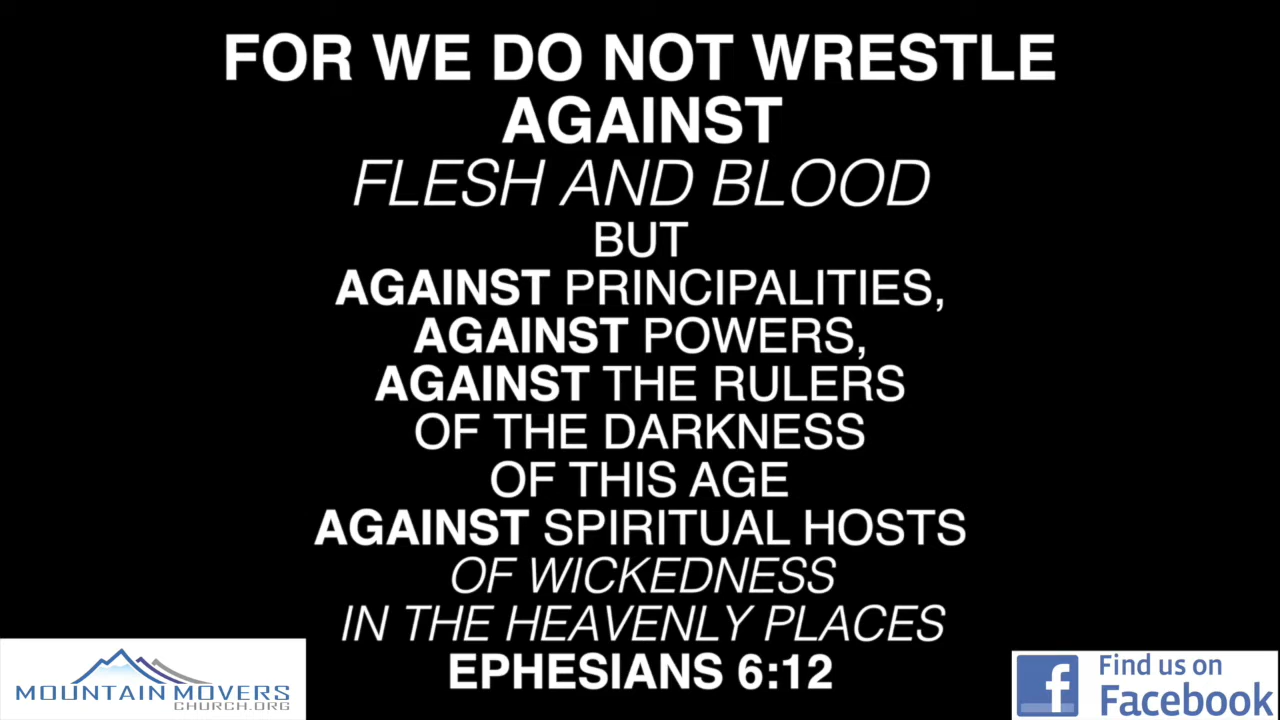 FOR WE DO NOT WRESTLE
AGAINST
FLESH AND BLOOD
BUT
AGAINST PRINCIPALITIES,
AGAINST POWERS,
AGAINST THE RULERS
OF THE DARKNESS
OF THIS AGE
AGAINST SPIRITUAL HOSTS
OF WICKEDNESS
IN THE HEAVENLY PLACES
EPHESIANS 6:12
MOUNTAIN MOVERS
CHURCH.ORG
f
Find us on
Facebook